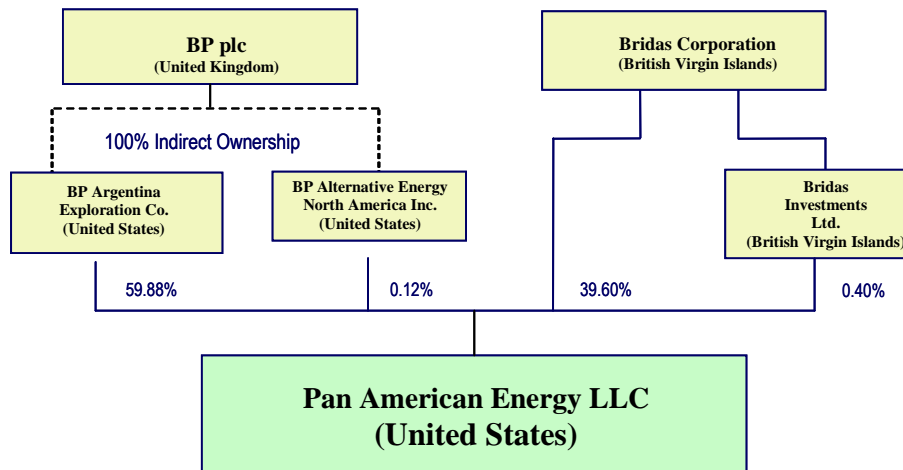 BP plc
(United Kingdom)
Bridas Corporation
(British Virgin Islands)
100% Indirect Ownership
BP Argentina
Exploration Co.
(United States)
BP Alternative Energy
North America Inc.
(United States)
Bridas
Investments
Ltd.
(British Virgin Islands)
59.88%
0.12%
39.60%
0.40%
Pan American Energy LLC
(United States)